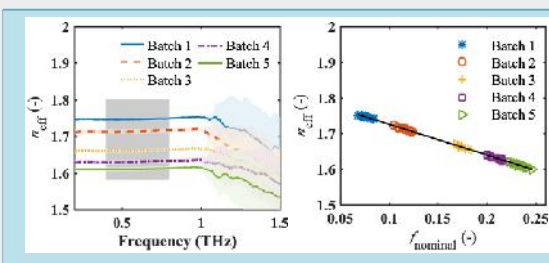 Batch 1
Batch 4
Batch 2
Batch 5
Batch 3
2
1.9
1.8
1.7
1.6
1.5
n_eff (-)
0.5
1
1.5
Frequency (THz)
Batch 1
Batch 2
Batch 3
Batch 4
Batch 5
2
1.9
1.8
1.7
1.6
1.5
n_eff (-)
0.05
0.1
0.15
0.2
0.25
f_nominal (-)